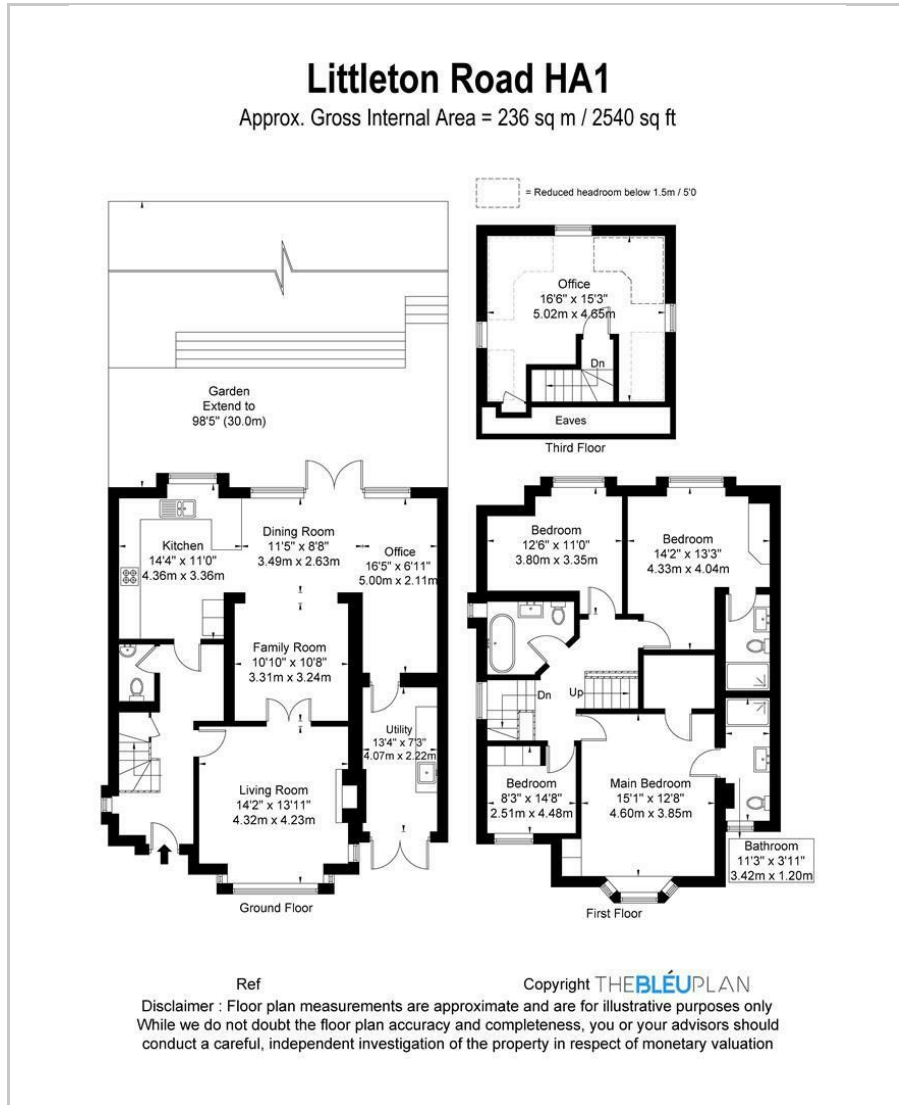 Littleton Road HA1
Approx. Gross Internal Area = 236 sq m / 2540 sq ft
= Reduced headroom below 1.5m / 5'0
Office
16'6" x 15'3"
5.02m x 4.65m
Dn
Eaves
Third Floor
Garden
Extend to
98'5" (30.0m)
Kitchen
14'4" x 11'0"
4.36m x 3.36m
Dining Room
11'5" x 8'8"
3.49m x 2.63m
Office
16'5" x 6'11"
5.00m x 2.11m
Family Room
10'10" x 10'8"
3.31m x 3.24m
Utility
13'4" x 7'3"
4.07m x 2.22m
Living Room
14'2" x 13'11"
4.32m x 4.23m
Ground Floor
Bedroom
12'6" x 11'0"
3.80m x 3.35m
Bedroom
14'2" x 13'3"
4.33m x 4.04m
Dn
Up
Bedroom
8'3" x 14'8"
2.51m x 4.48m
Main Bedroom
15'1" x 12'8"
4.60m x 3.85m
Bathroom
11'3" x 3'11"
3.42m x 1.20m
First Floor
Ref
Copyright THEBLÉUPLAN
Disclaimer : Floor plan measurements are approximate and are for illustrative purposes only
While we do not doubt the floor plan accuracy and completeness, you or your advisors should
conduct a careful, independent investigation of the property in respect of monetary valuation